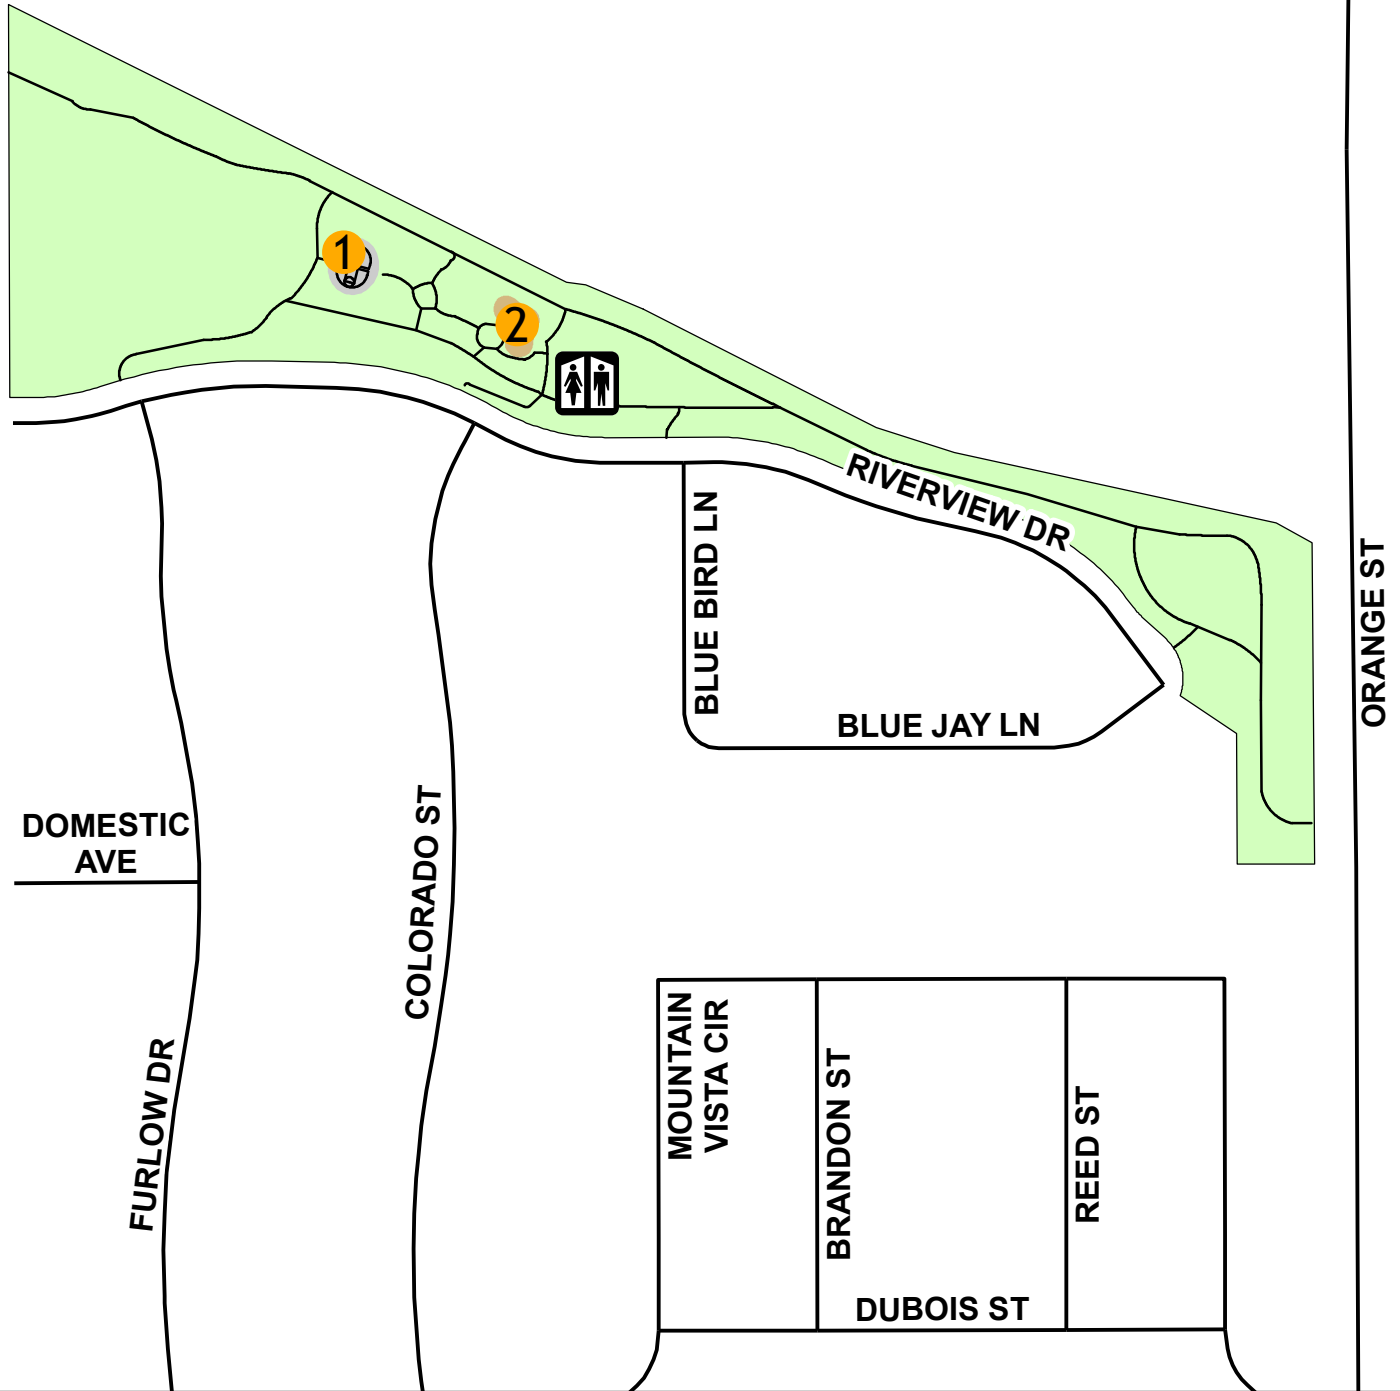 1
2
RIVERVIEW DR
BLUE BIRD LN
ORANGE ST
BLUE JAY LN
DOMESTIC
AVE
COLORADO ST
MOUNTAIN
VISTA CIR
FURLOW DR
BRANDON ST
REED ST
DUBOIS ST